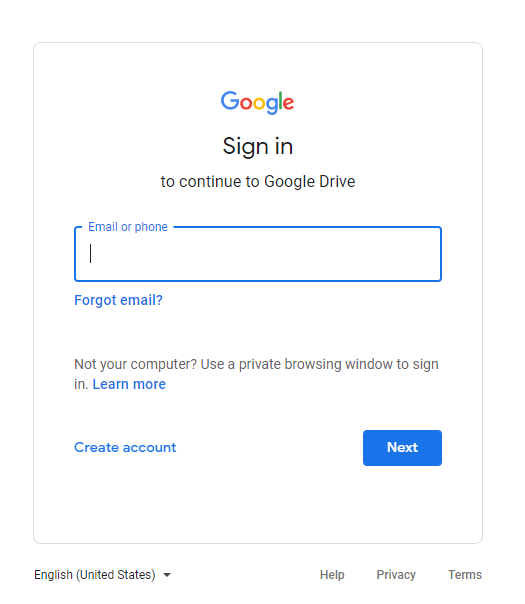 Google
Sign in
to continue to Google Drive
Email or phone
Forgot email?
Not your computer? Use a private browsing window to sign
in. Learn more
Create account
Next
English (United States)
Help
Privacy
Terms